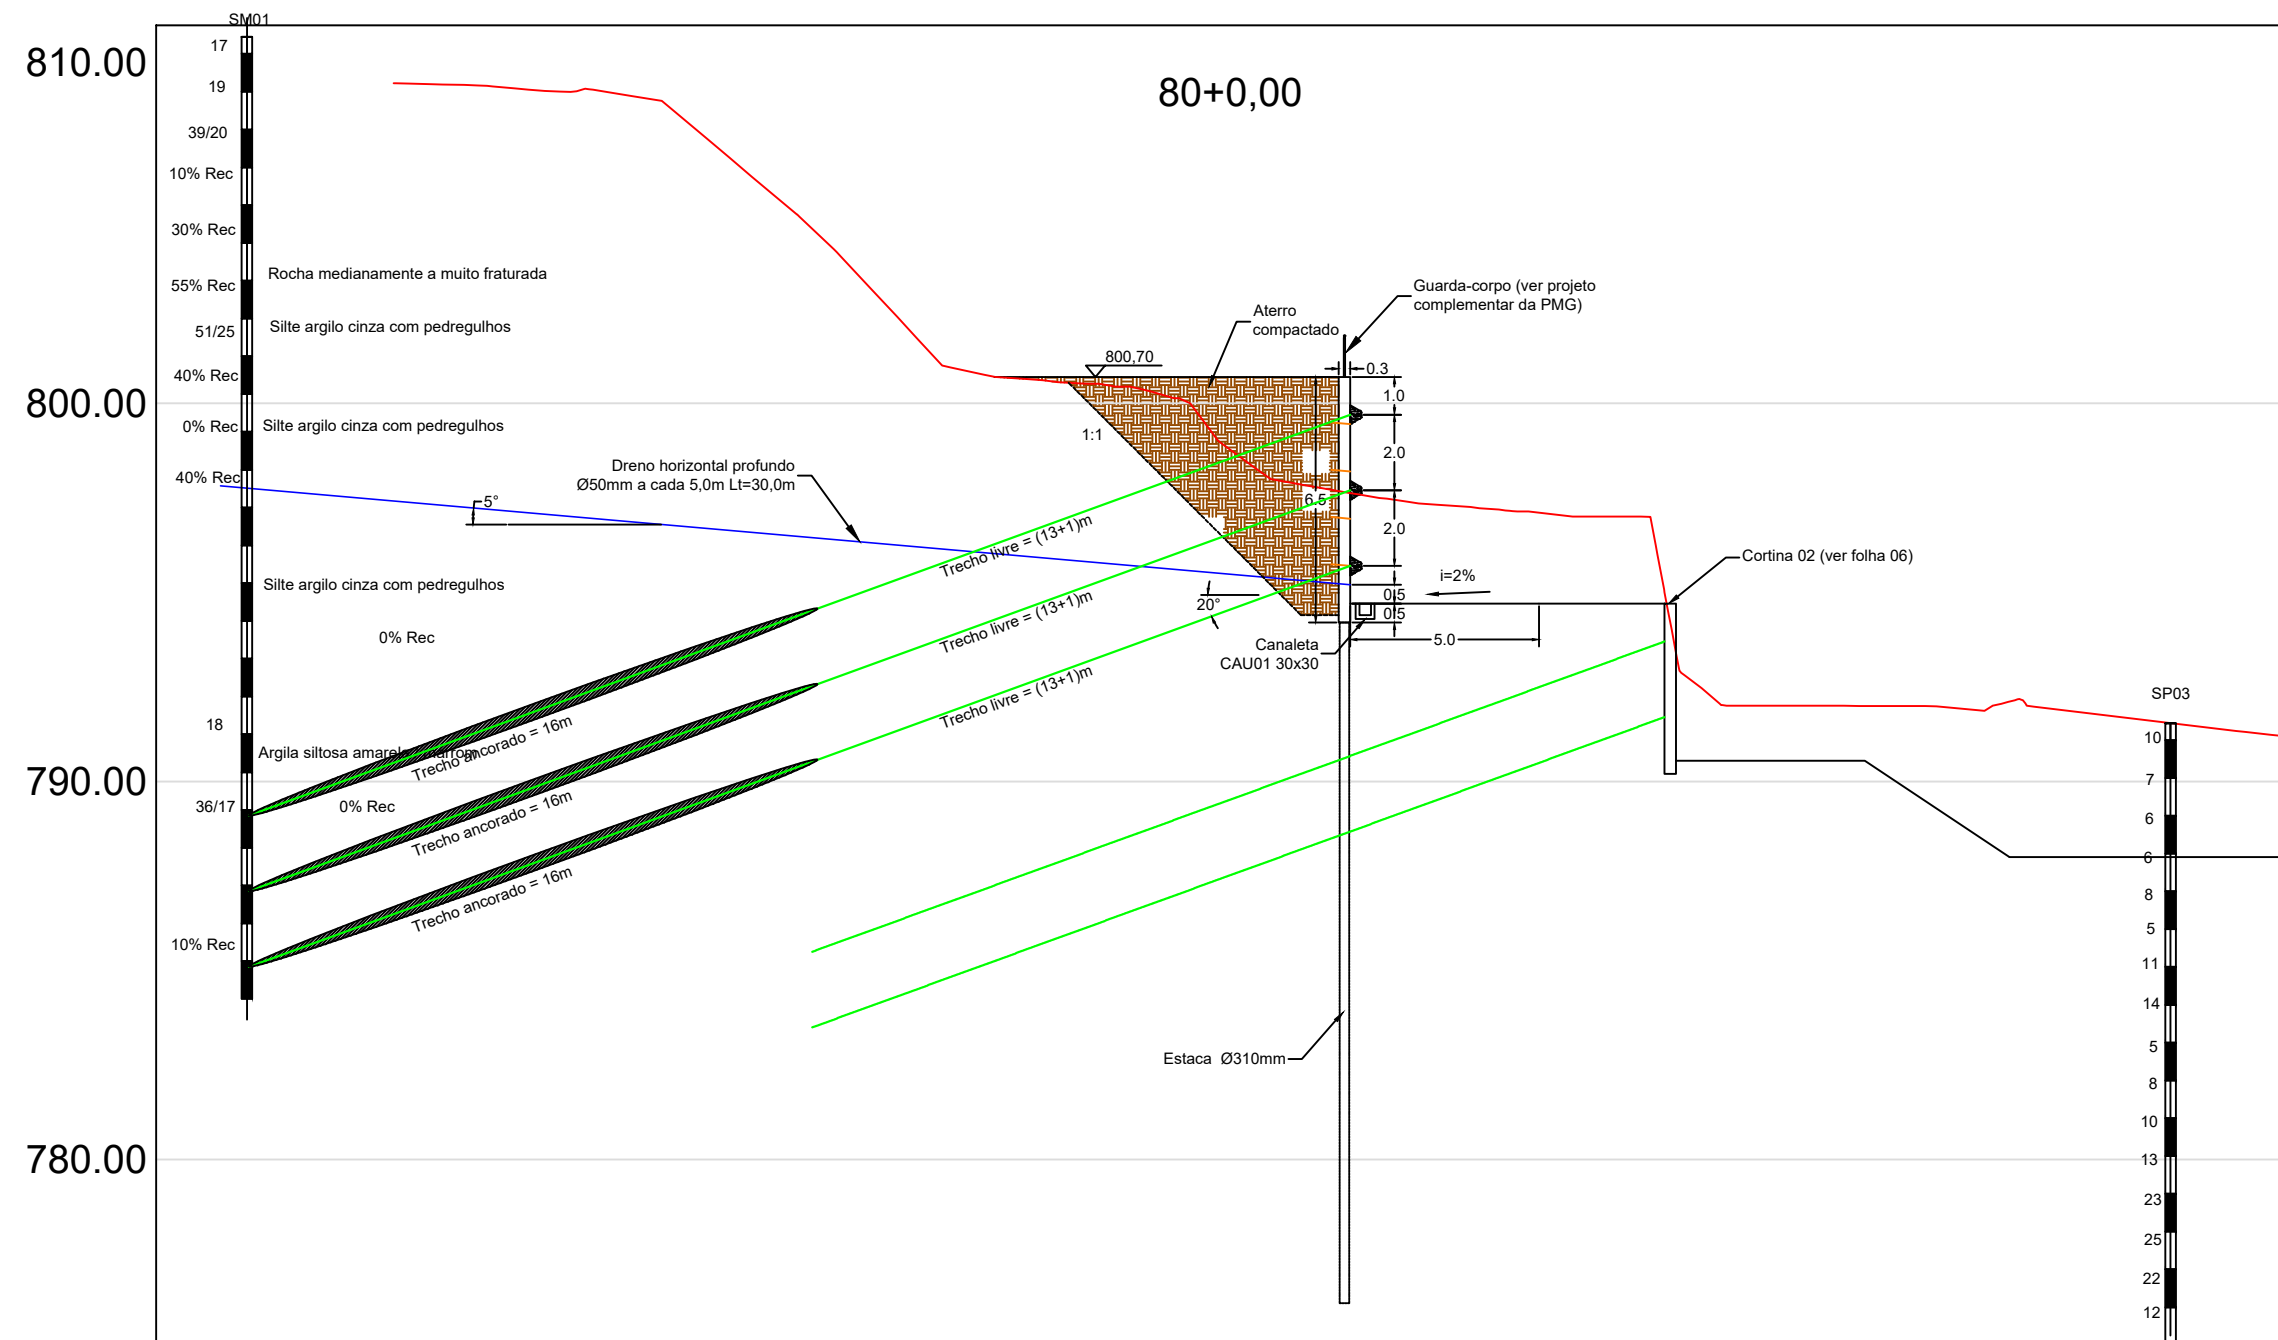 SM01
810.00
17
19
80+0,00
39/20
10% Rec
30% Rec
Rocha medianamente a muito fraturada
55% Rec
Guarda-corpo (ver projeto
complementar da PMG)
Aterro
compactado
51/25
Silte argilo cinza com pedregulhos
800,70
0.3
40% Rec
1.0
800.00
0% Rec
Silte argilo cinza com pedregulhos
1:1
2.0
Dreno horizontal profundo
Ø50mm a cada 5,0m Lt=30,0m
40% Rec
5°
6.5
2.0
Trecho livre = (13+1)m
Cortina 02 (ver folha 06)
i=2%
Silte argilo cinza com pedregulhos
0.5
20°
0.5
Trecho livre = (13+1)m
0% Rec
5.0
Canaleta
CAU01 30x30
Trecho livre = (13+1)m
SP03
18
Argila siltosa amarelo marrom
Trecho ancorado = 16m
10
790.00
7
36/17
0% Rec
Trecho ancorado = 16m
6
6
Trecho ancorado = 16m
8
5
10% Rec
11
14
Estaca Ø310mm
5
8
10
780.00
13
23
25
22
12